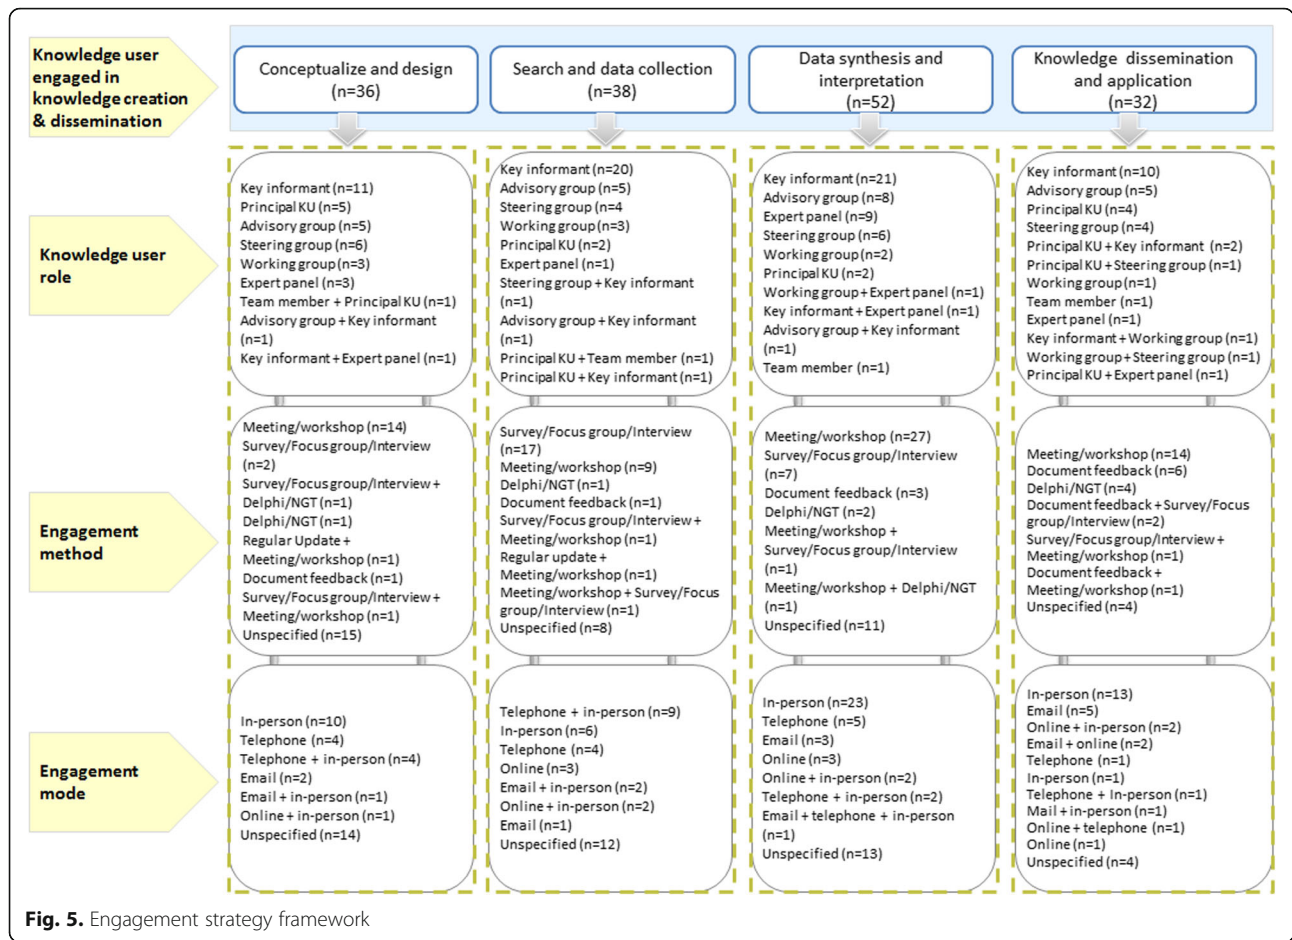 Knowledge user
engaged in
knowledge creation
& dissemination
Conceptualize and design
(n=36)
Search and data collection
(n=38)
Data synthesis and
interpretation
(n=52)
Knowledge dissemination
and application
(n=32)
Knowledge user
role
Key informant (n=11)
Principal KU (n=5)
Advisory group (n=5)
Steering group (n=6)
Working group (n=3)
Expert panel (n=3)
Team member + Principal KU (n=1)
Advisory group + Key informant
(n=1)
Key informant + Expert panel (n=1)
Key informant (n=20)
Advisory group (n=5)
Steering group (n=4
Working group (n=3)
Principal KU (n=2)
Expert panel (n=1)
Steering group + Key informant
(n=1)
Advisory group + Key informant
(n=1)
Principal KU + Team member (n=1)
Principal KU + Key informant (n=1)
Key informant (n=21)
Advisory group (n=8)
Expert panel (n=9)
Steering group (n=6)
Working group (n=2)
Principal KU (n=2)
Working group + Expert panel (n=1)
Key informant + Expert panel (n=1)
Advisory group + Key informant
(n=1)
Team member (n=1)
Key informant (n=10)
Advisory group (n=5)
Principal KU (n=4)
Steering group (n=4)
Principal KU + Key informant (n=2)
Principal KU + Steering group (n=1)
Working group (n=1)
Team member (n=1)
Expert panel (n=1)
Key informant + Working group (n=1)
Working group + Steering group (n=1)
Principal KU + Expert panel (n=1)
Engagement
method
Meeting/workshop (n=14)
Survey/Focus group/Interview
(n=2)
Survey/Focus group/Interview +
Delphi/NGT (n=1)
Delphi/NGT (n=1)
Regular Update +
Meeting/workshop (n=1)
Document feedback (n=1)
Survey/Focus group/Interview +
Meeting/workshop (n=1)
Unspecified (n=15)
Survey/Focus group/Interview
(n=17)
Meeting/workshop (n=9)
Delphi/NGT (n=1)
Document feedback (n=1)
Survey/Focus group/Interview +
Meeting/workshop (n=1)
Regular update +
Meeting/workshop (n=1)
Meeting/workshop + Survey/Focus
group/Interview (n=1)
Unspecified (n=8)
Meeting/workshop (n=27)
Survey/Focus group/Interview
(n=7)
Document feedback (n=3)
Delphi/NGT (n=2)
Meeting/workshop +
Survey/Focus group/Interview
(n=1)
Meeting/workshop + Delphi/NGT
(n=1)
Unspecified (n=11)
Meeting/workshop (n=14)
Document feedback (n=6)
Delphi/NGT (n=4)
Document feedback + Survey/Focus
group/Interview (n=2)
Survey/Focus group/Interview +
Meeting/workshop (n=1)
Document feedback +
Meeting/workshop (n=1)
Unspecified (n=4)
Engagement
mode
In-person (n=10)
Telephone (n=4)
Telephone + in-person (n=4)
Email (n=2)
Email + in-person (n=1)
Online + in-person (n=1)
Unspecified (n=14)
Telephone + in-person (n=9)
In-person (n=6)
Telephone (n=4)
Online (n=3)
Email + in-person (n=2)
Online + in-person (n=2)
Email (n=1)
Unspecified (n=12)
In-person (n=23)
Telephone (n=5)
Email (n=3)
Online (n=3)
Online + in-person (n=2)
Telephone + in-person (n=2)
Email + telephone + in-person
(n=1)
Unspecified (n=13)
In-person (n=13)
Email (n=5)
Online + in-person (n=2)
Email + online (n=2)
Telephone (n=1)
In-person (n=1)
Telephone + In-person (n=1)
Mail + in-person (n=1)
Online + telephone (n=1)
Online (n=1)
Unspecified (n=4)
Fig. 5. Engagement strategy framework